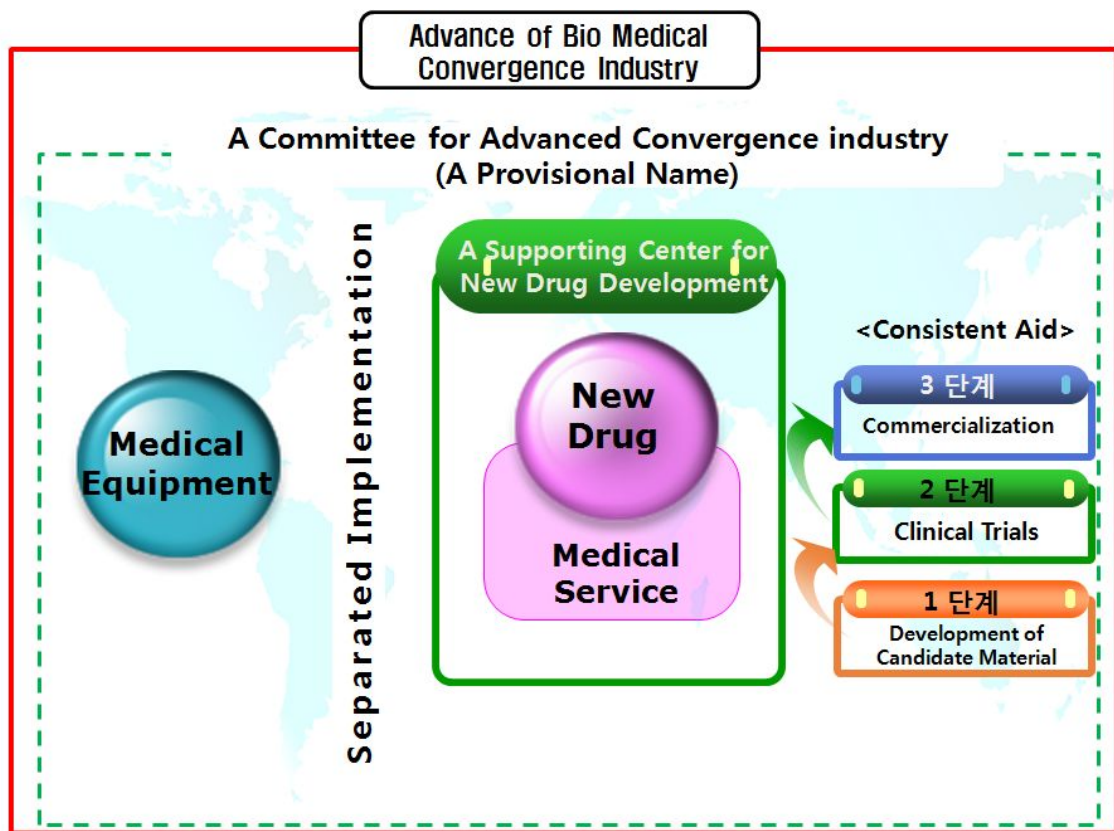 Advance of Bio Medical
Convergence Industry
A Committee for Advanced Convergence industry
(A Provisional Name)
Medical
Equipment
Separated Implementation
A Supporting Center for
New Drug Development
New
Drug
Medical
Service
<Consistent Aid>
3 단계
Commercialization
2 단계
Clinical Trials
1 단계
Development of
Candidate Material